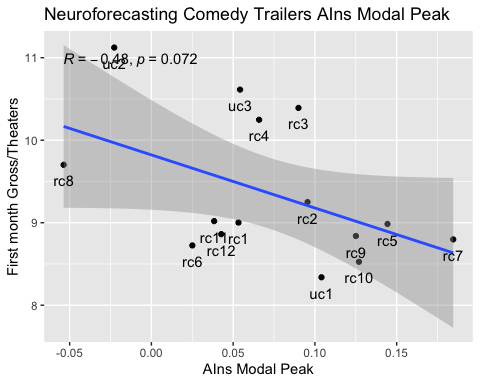 Neuroforecasting Comedy Trailers AIns Modal Peak
First month Gross/Theaters
11
10
9
8
R = −0.48, p = 0.072
uc2
uc3
rc4
rc3
rc8
rc2
rc11
rc1
rc12
rc6
rc9
rc5
rc7
rc10
uc1
-0.05
0.00
0.05
0.10
0.15
AIns Modal Peak